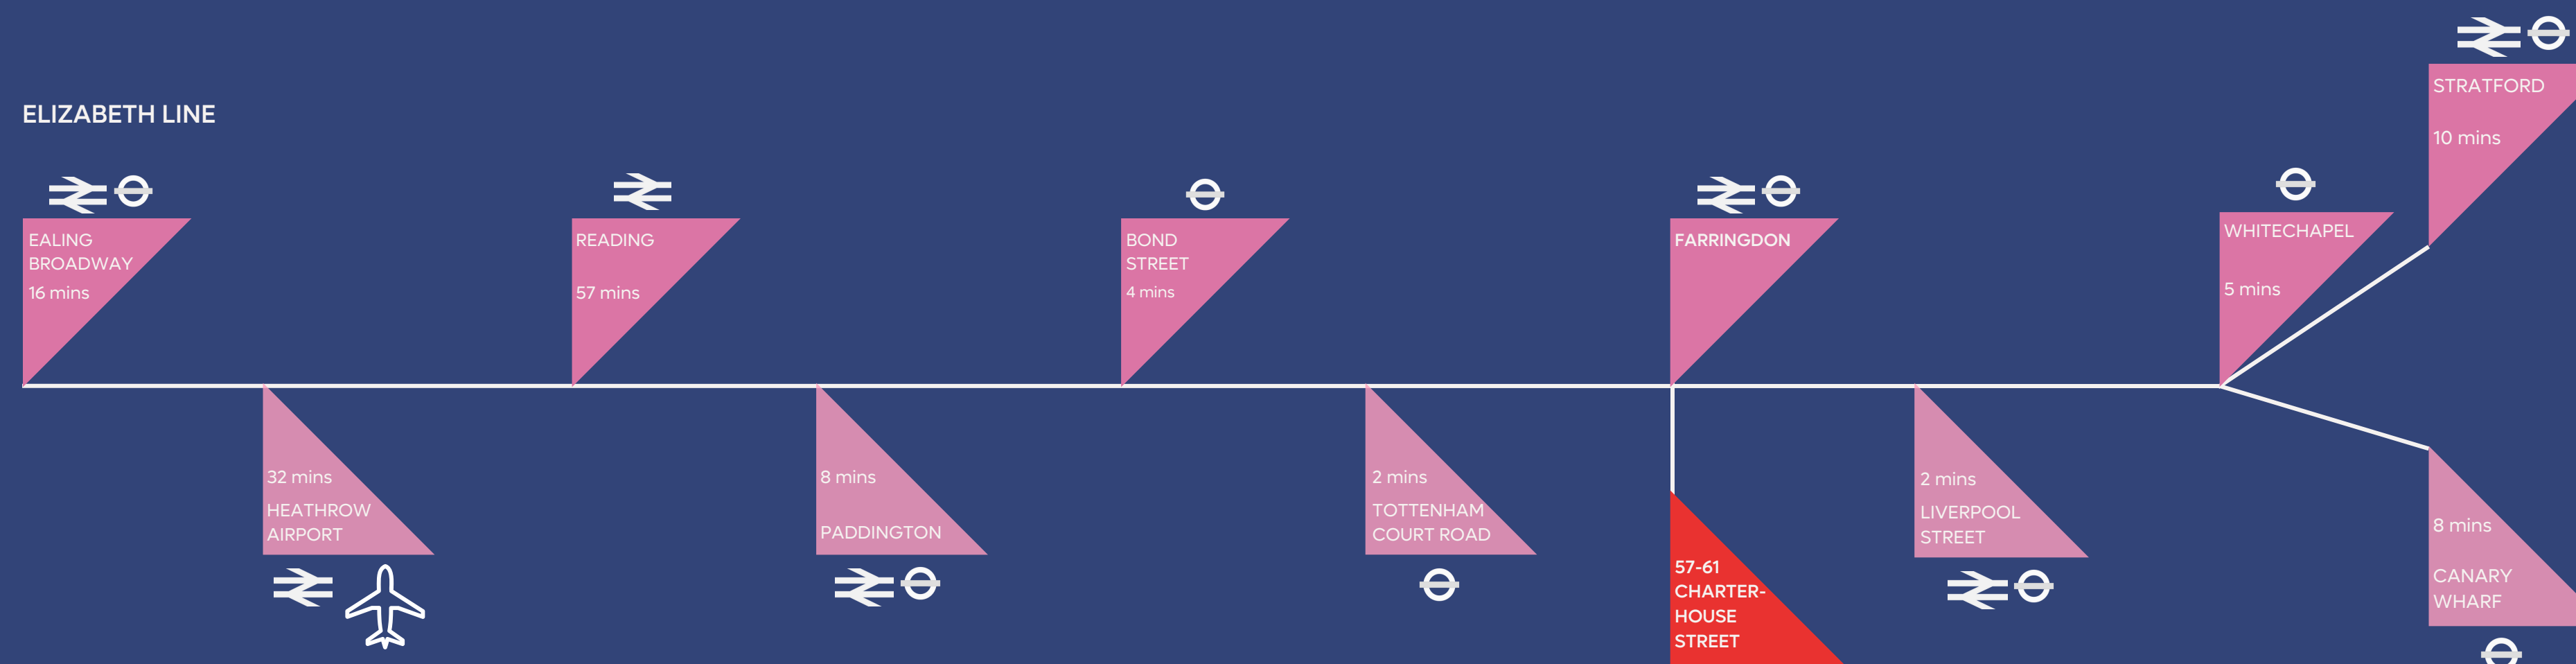 ELIZABETH LINE
EALING
BROADWAY
16 mins
32 mins
HEATHROW
AIRPORT
READING
57 mins
8 mins
PADDINGTON
BOND
STREET
4 mins
2 mins
TOTTENHAM
COURT ROAD
FARRINGDON
57-61
CHARTER-
HOUSE
STREET
2 mins
LIVERPOOL
STREET
WHITECHAPEL
5 mins
STRATFORD
10 mins
8 mins
CANARY
WHARF